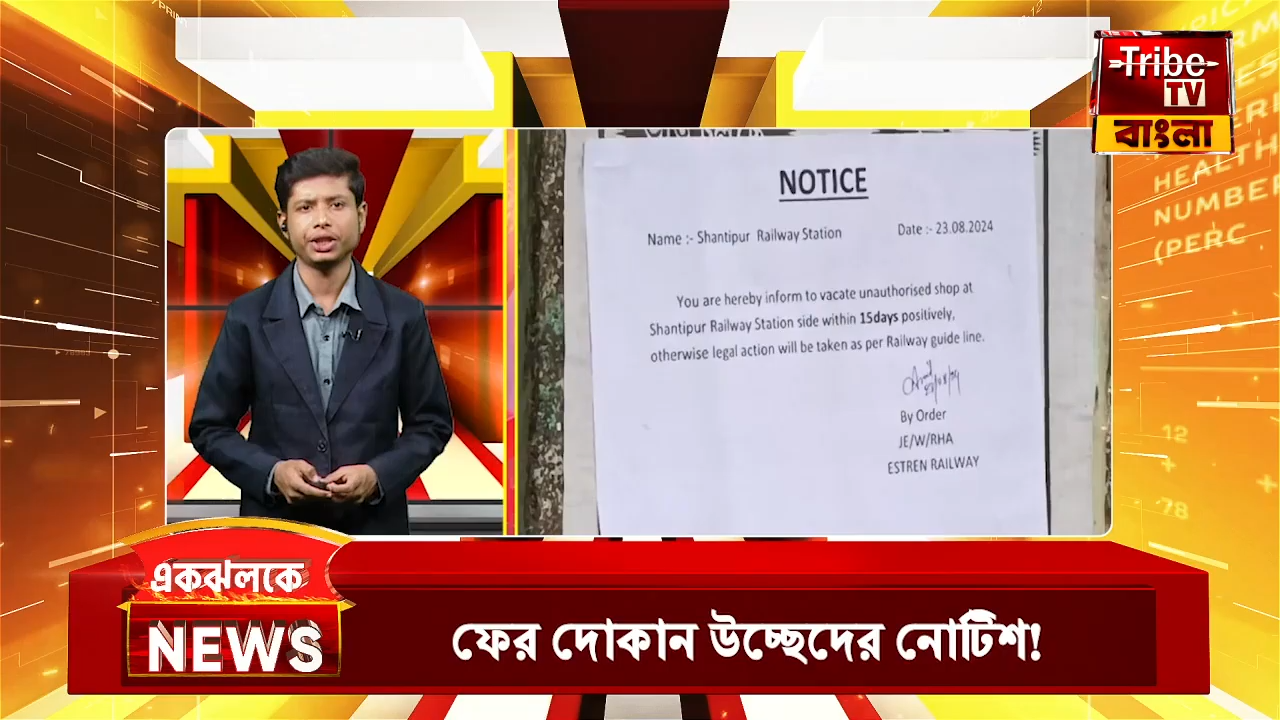 Tribe
TV
বাংলা
NOTICE
Name :- Shantipur Railway Station
Date :- 23.08.2024
You are hereby inform to vacate unauthorised shop at
Shantipur Railway Station side within 15days positively,
otherwise legal action will be taken as per Railway guide line.
By Order
JE/W/RHA
ESTREN RAILWAY
একঝলকে
NEWS
ফের দোকান উচ্ছেদের নোটিশ!
HEALTH
NUMBER
(PERC
12
78